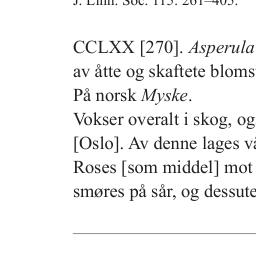 J. Linn. Soc. 115: 261–405.
CCLXX [270]. Asperula
av åtte og skaftete bloms
På norsk Myske.
Vokser overalt i skog, og
[Oslo]. Av denne lages
Roses [som middel] mot
smøres på sår, og dessute